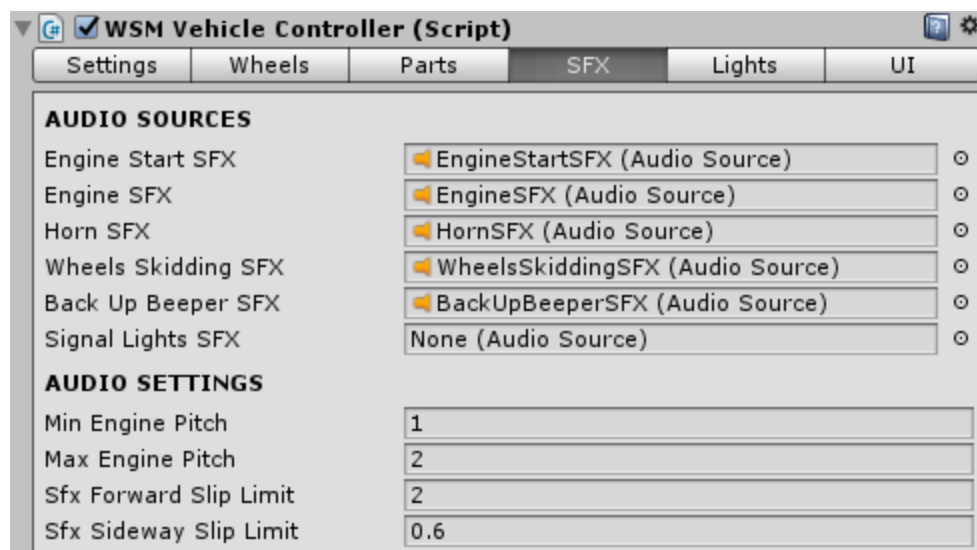 WSM Vehicle Controller (Script)
Settings Wheels Parts SFX Lights UI
AUDIO SOURCES
Engine Start SFX EngineStartSFX (Audio Source)
Engine SFX EngineSFX (Audio Source)
Horn SFX HornSFX (Audio Source)
Wheels Skidding SFX WheelsSkiddingSFX (Audio Source)
Back Up Beeper SFX BackUpBeeperSFX (Audio Source)
Signal Lights SFX None (Audio Source)
AUDIO SETTINGS
Min Engine Pitch 1
Max Engine Pitch 2
Sfx Forward Slip Limit 2
Sfx Sideway Slip Limit 0.6